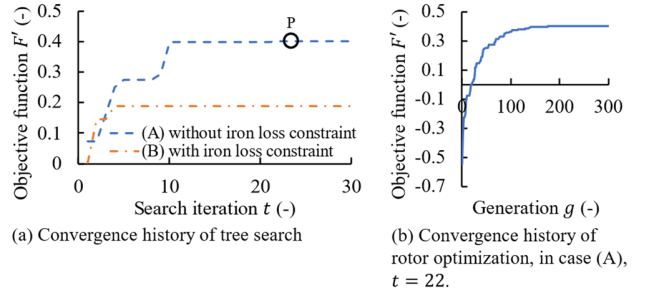 Objective function F′ (-)
0.5
0.4
0.3
0.2
0.1
0
P
(A) without iron loss constraint
(B) with iron loss constraint
0 10 20 30
Search iteration t (-)
(a) Convergence history of tree search
Objective function F′ (-)
0.5
0.3
0.1
-0.1
-0.3
-0.5
-0.7
0 100 200 300
Generation g (-)
(b) Convergence history of
rotor optimization, in case (A),
t = 22.